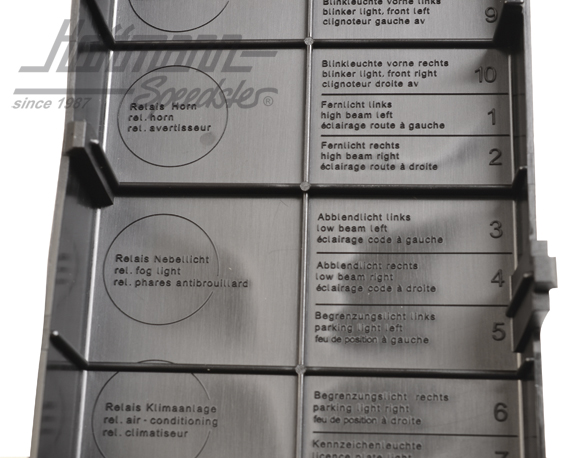 Blinkleuchte vorne links
blinker light, front left
clignoteur gauche av
9
Hoffmann
Speedster®
since 1987
Blinkleuchte vorne rechts
blinker light, front right
clignoteur droite av
10
Relais Horn
rel. horn
rel. avertisseur
Fernlicht links
high beam left
éclairage route à gauche
1
Fernlicht rechts
high beam right
éclairage route à droite
2
Relais Nebellicht
rel. fog light
rel. phares antibrouillard
Abblendlicht links
low beam left
éclairage code à gauche
3
Abblendlicht rechts
low beam right
éclairage code à droite
4
Begrenzungslicht links
parking light left
feu de position à gauche
5
Relais Klimaanlage
rel. air-conditioning
rel. climatiseur
Begrenzungslicht rechts
parking light right
feu de position à droite
6
Kennzeichenleuchte
licence plate light
7